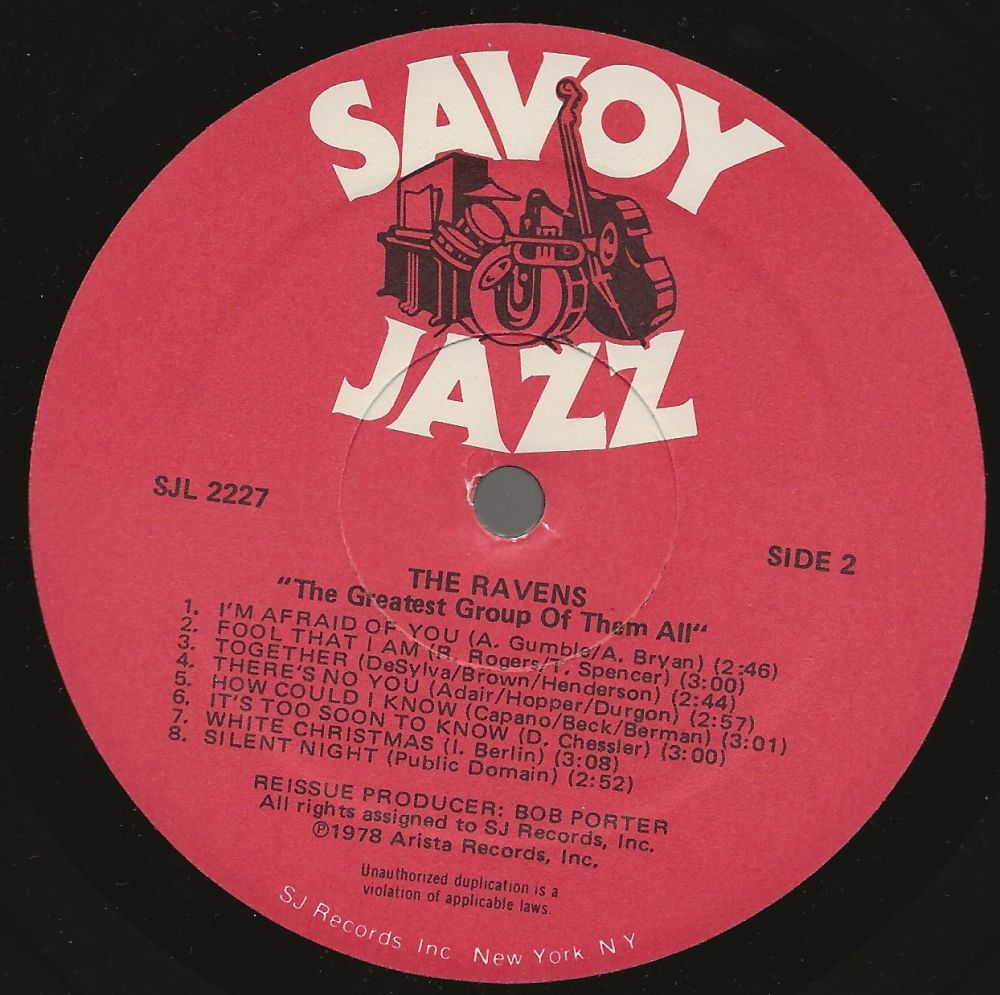 SAVOY
JAZZ
SJL 2227
SIDE 2
THE RAVENS
"The Greatest Group Of Them All"
1. I'M AFRAID OF YOU (A. Gumble/A. Bryan) (2:46)
2. FOOL THAT I AM (R. Rogers/T. Spencer) (3:00)
3. TOGETHER (DeSylva/Brown/Henderson) (2:44)
4. THERE'S NO YOU (Adair/Hopper/Durgon) (2:57)
5. HOW COULD I KNOW (Capano/Beck/Berman) (3:01)
6. IT'S TOO SOON TO KNOW (D. Chessler) (3:00)
7. WHITE CHRISTMAS (I. Berlin) (3:08)
8. SILENT NIGHT (Public Domain) (2:52)
REISSUE PRODUCER: BOB PORTER
All rights assigned to SJ Records, Inc.
℗1978 Arista Records, Inc.
Unauthorized duplication is a
violation of applicable laws.
SJ Records, Inc. New York, N Y